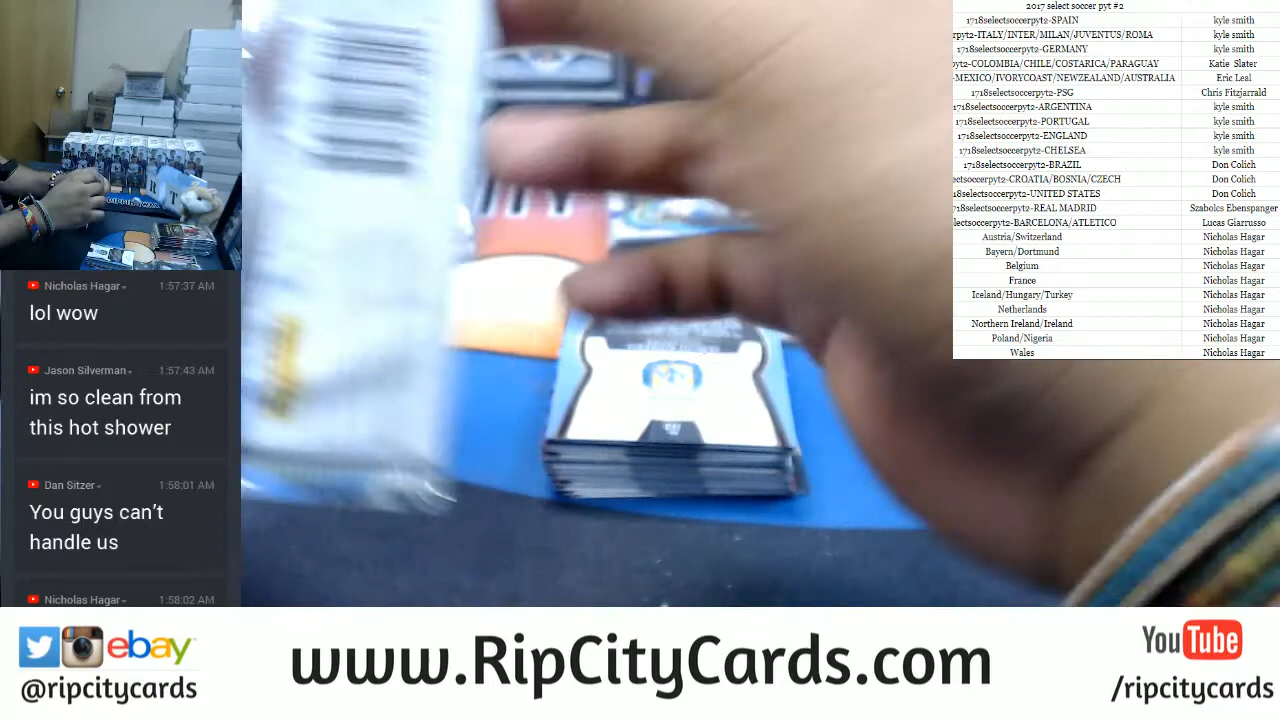 2017 select soccer pyt #2
1718selectsoccerpyt2-SPAIN kyle smith
rpyt2-ITALY/INTER/MILAN/JUVENTUS/ROMA kyle smith
1718selectsoccerpyt2-GERMANY kyle smith
pyt2-COLOMBIA/CHILE/COSTARICA/PARAGUAY Katie Slater
-MEXICO/IVORYCOAST/NEWZEALAND/AUSTRALIA Eric Leal
1718selectsoccerpyt2-PSG Chris Fitzjarrald
1718selectsoccerpyt2-ARGENTINA kyle smith
1718selectsoccerpyt2-PORTUGAL kyle smith
1718selectsoccerpyt2-ENGLAND kyle smith
1718selectsoccerpyt2-CHELSEA kyle smith
1718selectsoccerpyt2-BRAZIL Don Colich
ectsoccerpyt2-CROATIA/BOSNIA/CZECH Don Colich
18selectsoccerpyt2-UNITED STATES Don Colich
718selectsoccerpyt2-REAL MADRID Szabolcs Ebenspanger
lectsoccerpyt2-BARCELONA/ATLETICO Lucas Giarrusso
Austria/Switzerland Nicholas Hagar
Bayern/Dortmund Nicholas Hagar
Belgium Nicholas Hagar
France Nicholas Hagar
Iceland/Hungary/Turkey Nicholas Hagar
Netherlands Nicholas Hagar
Northern Ireland/Ireland Nicholas Hagar
Poland/Nigeria Nicholas Hagar
Wales Nicholas Hagar
Nicholas Hagar 1:57:37 AM
lol wow
Jason Silverman 1:57:43 AM
im so clean from
this hot shower
Dan Sitzer 1:58:01 AM
You guys can't
handle us
Nicholas Hagar 1:58:02 AM
ebay
@ripcitycards
www.RipCityCards.com
YouTube
/ripcitycards